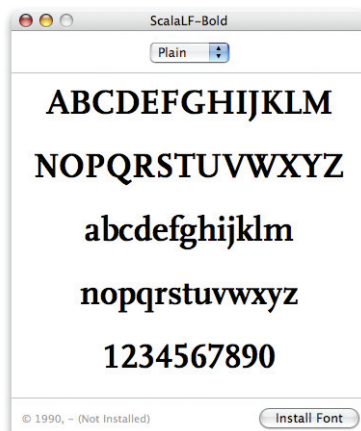 ScalaLF-Bold
Plain
ABCDEFGHIJKLM
NOPQRSTUVWXYZ
abcdefghijklm
nopqrstuvwxyz
1234567890
© 1990, – (Not Installed)
Install Font